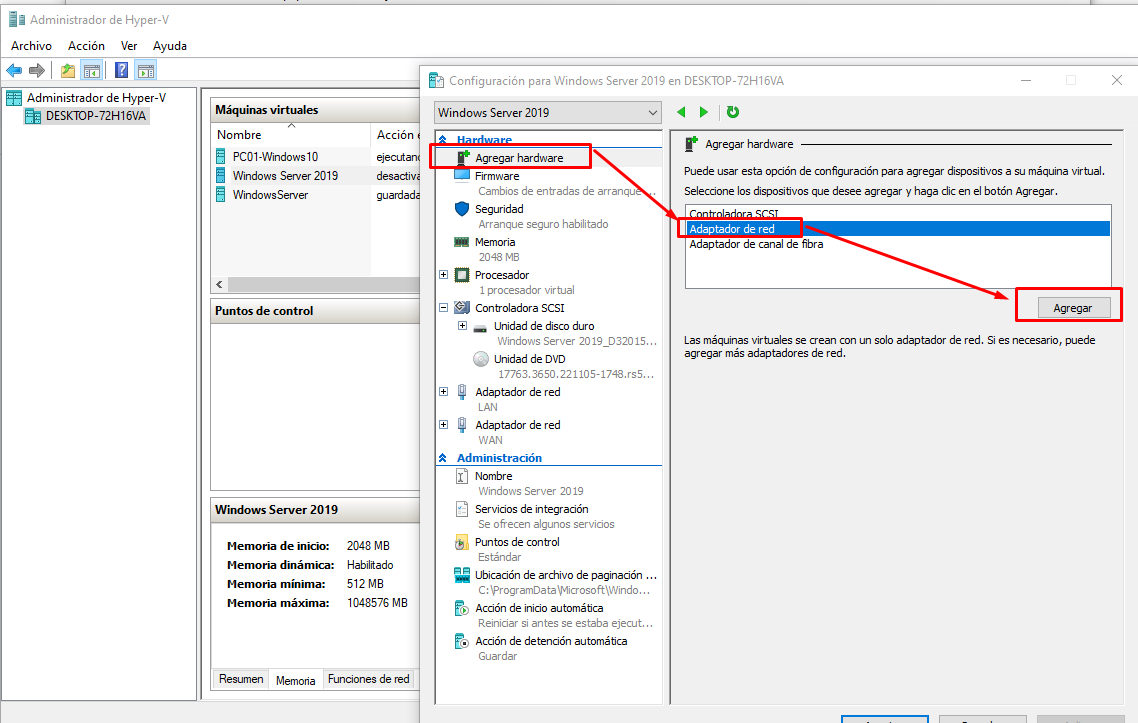 Administrador de Hyper-V
Archivo Acción Ver Ayuda
Administrador de Hyper-V
DESKTOP-72H16VA
Máquinas virtuales
Nombre Acción
PC01-Windows10 ejecutanc
Windows Server 2019 desactiva
WindowsServer guardada
Puntos de control
Windows Server 2019
Memoria de inicio: 2048 MB
Memoria dinámica: Habilitado
Memoria mínima: 512 MB
Memoria máxima: 1048576 MB
Resumen Memoria Funciones de red
Configuración para Windows Server 2019 en DESKTOP-72H16VA
Windows Server 2019
Hardware
Agregar hardware
Firmware
Cambios de entradas de arranque ...
Seguridad
Arranque seguro habilitado
Memoria
2048 MB
Procesador
1 procesador virtual
Controladora SCSI
Unidad de disco duro
Windows Server 2019_D32015...
Unidad de DVD
17763.3650.221105-1748.rs5...
Adaptador de red
LAN
Adaptador de red
WAN
Administración
Nombre
Windows Server 2019
Servicios de integración
Se ofrecen algunos servicios
Puntos de control
Estándar
Ubicación de archivo de paginación ...
C:\ProgramData\Microsoft\Windo...
Acción de inicio automática
Reiniciar si antes se estaba ejecut...
Acción de detención automática
Guardar
Agregar hardware
Puede usar esta opción de configuración para agregar dispositivos a su máquina virtual.
Seleccione los dispositivos que desee agregar y haga clic en el botón Agregar.
Controladora SCSI
Adaptador de red
Adaptador de canal de fibra
Agregar
Las máquinas virtuales se crean con un solo adaptador de red. Si es necesario, puede
agregar más adaptadores de red.